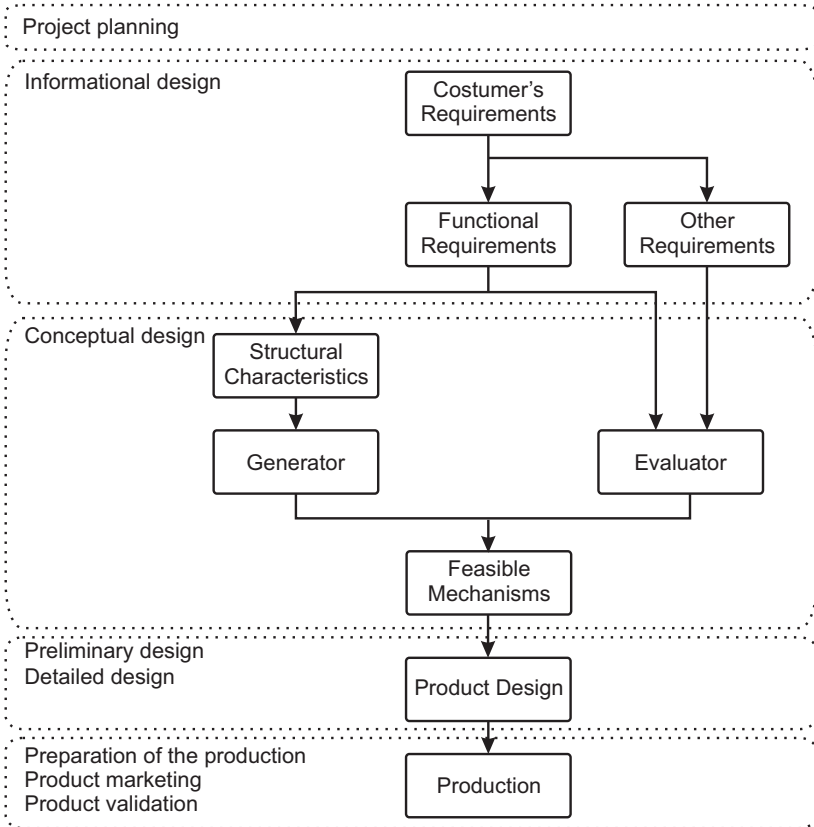 Project planning
Informational design
Costumer's
Requirements
Functional
Requirements
Other
Requirements
Conceptual design
Structural
Characteristics
Generator
Evaluator
Feasible
Mechanisms
Preliminary design
Detailed design
Product Design
Preparation of the production
Product marketing
Product validation
Production